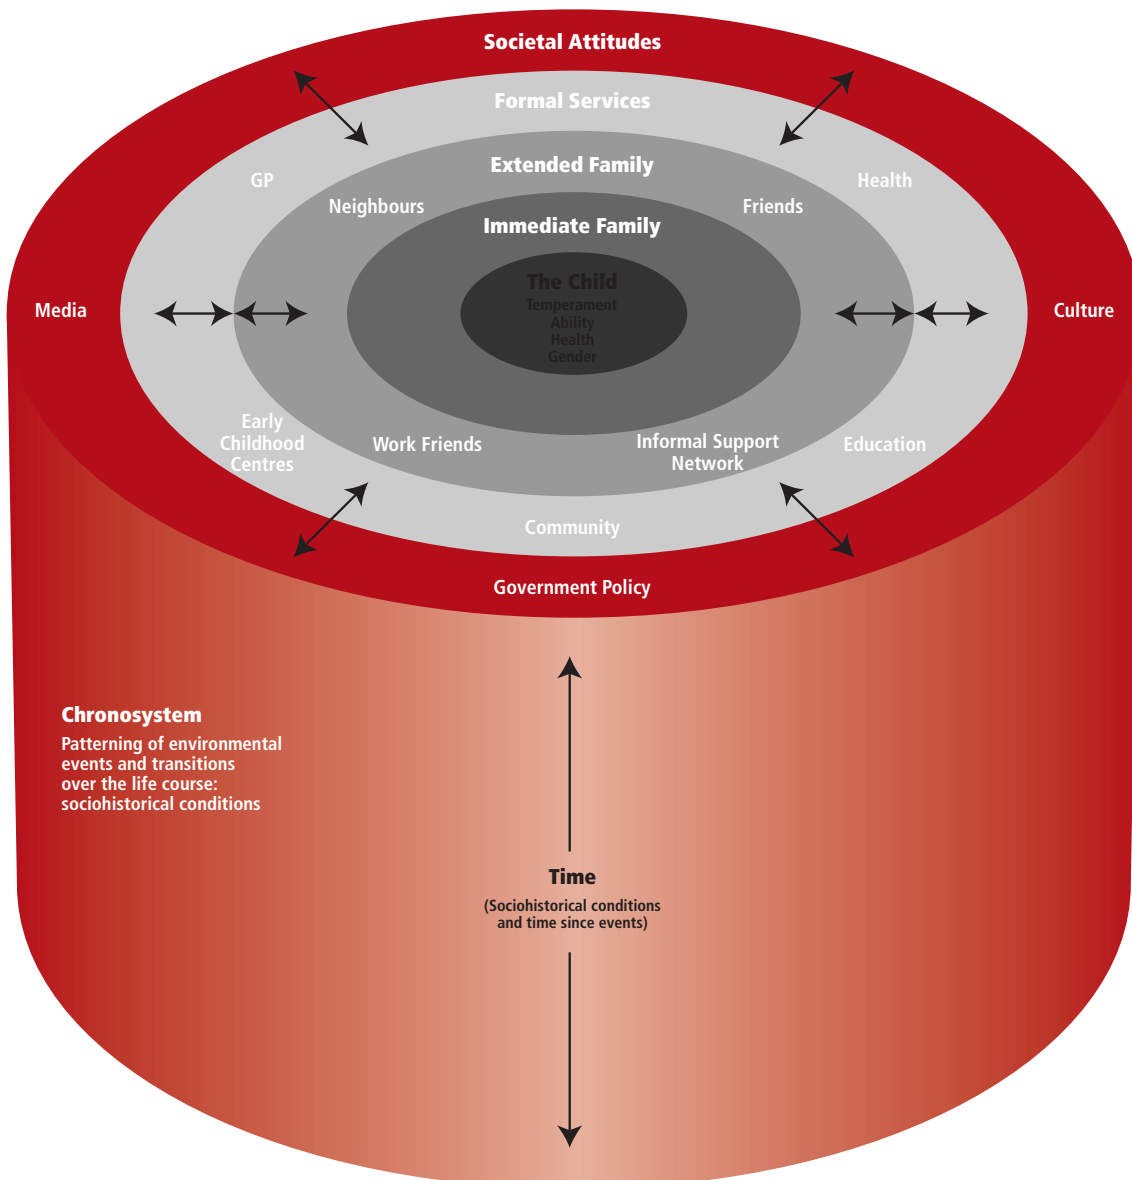 Societal Attitudes
Formal Services
Extended Family
GP
Health
Neighbours
Friends
Immediate Family
The Child
Temperament
Ability
Health
Gender
Media
Culture
Early
Childhood
Centres
Work Friends
Informal Support
Network
Education
Community
Government Policy
Chronosystem
Patterning of environmental
events and transitions
over the life course:
sociohistorical conditions
Time
(Sociohistorical conditions
and time since events)